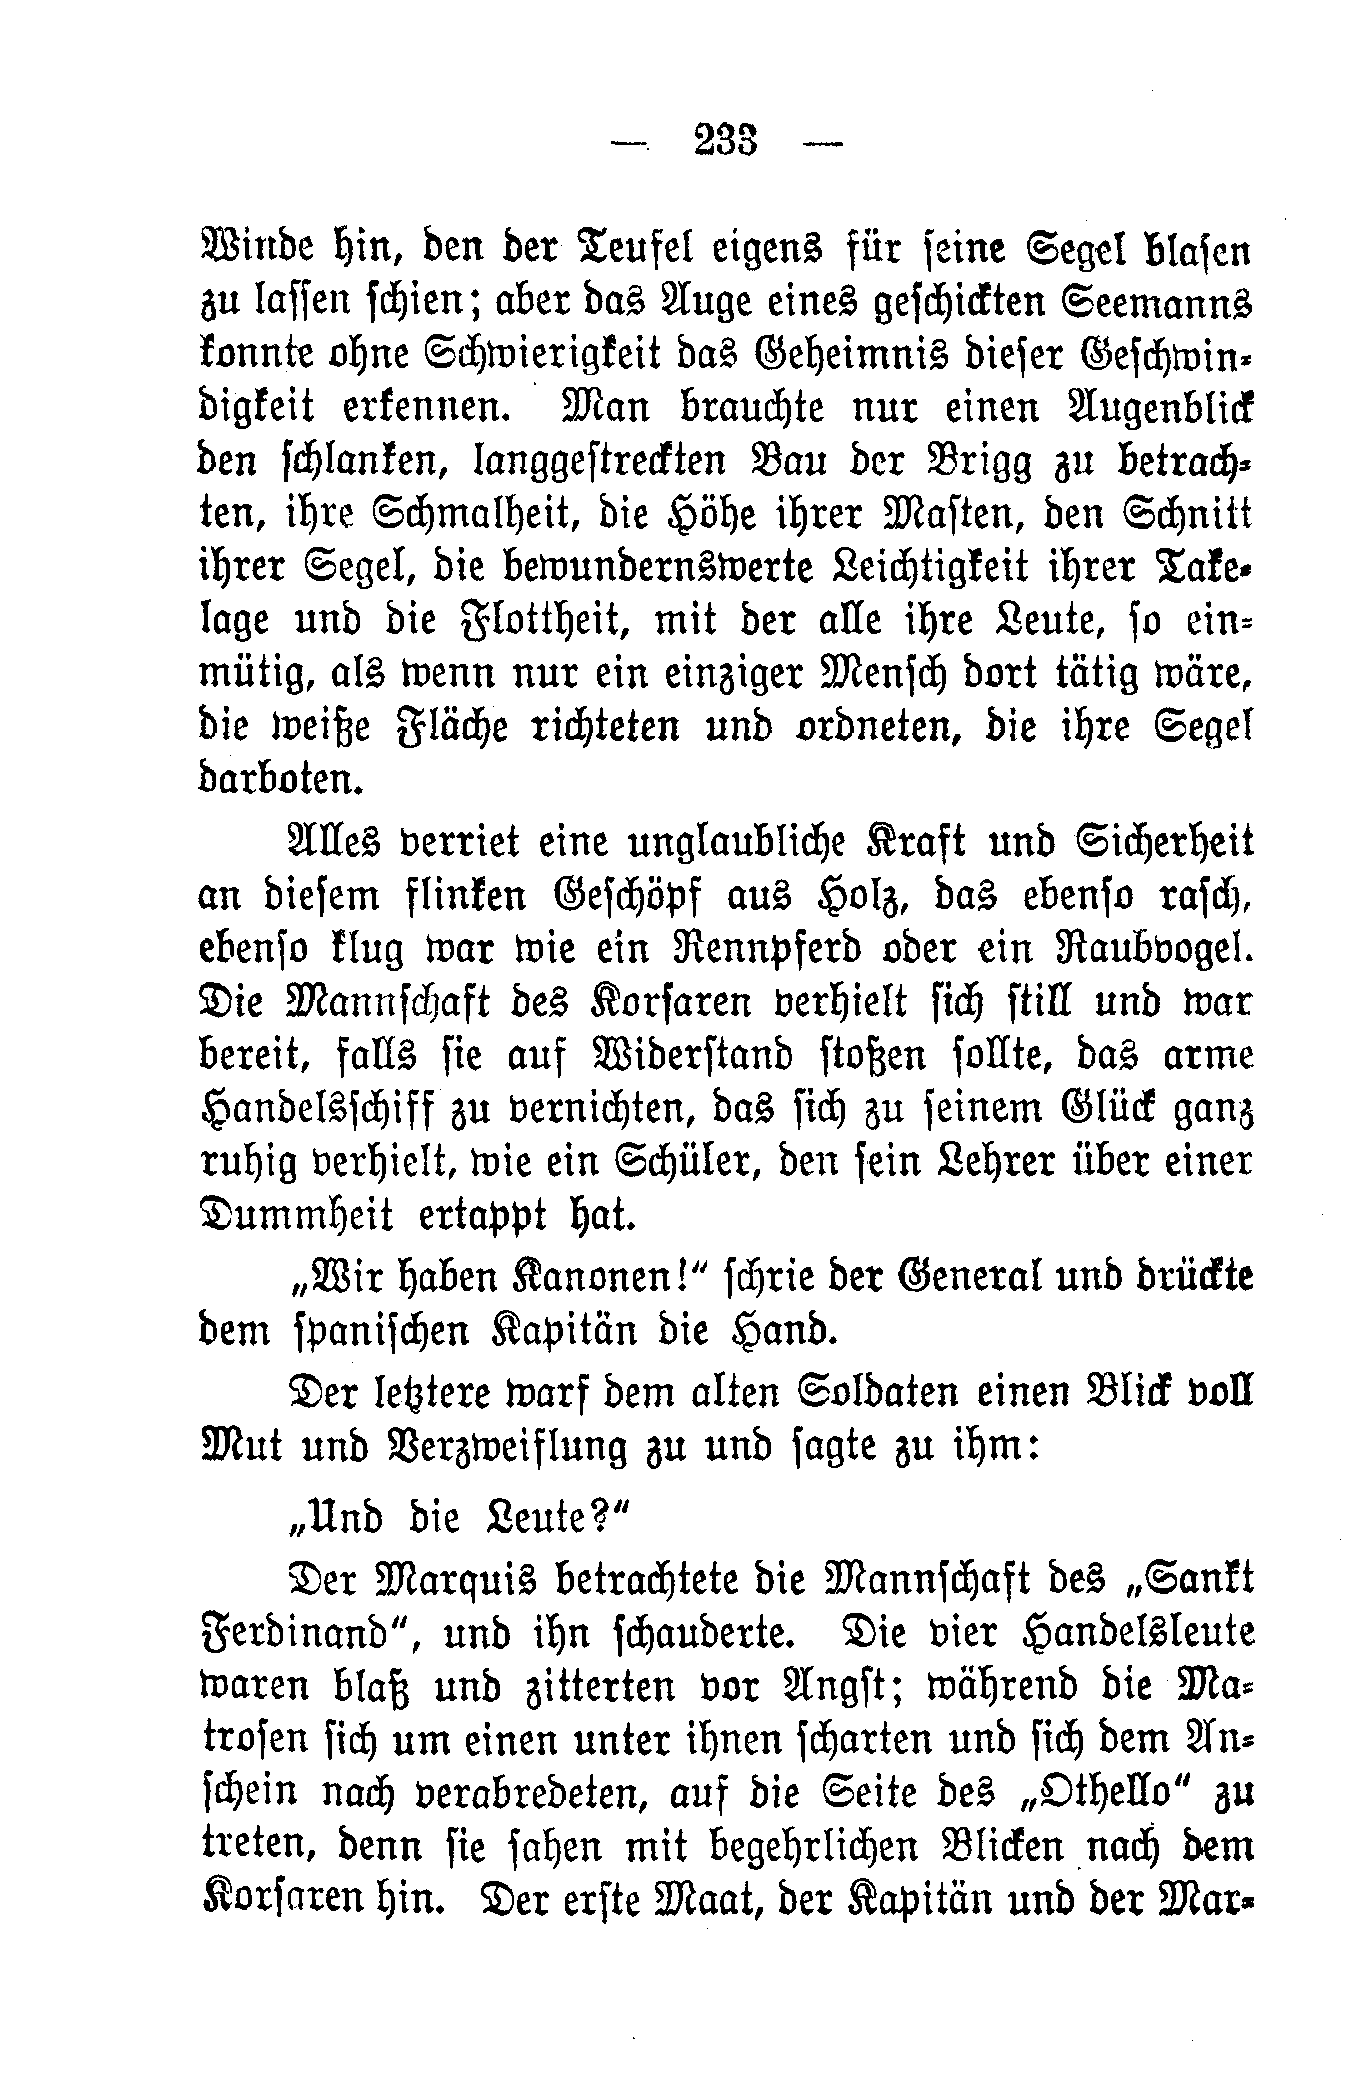 — 233 —
Winde hin, den der Teufel eigens für seine Segel blasen
zu lassen schien; aber das Auge eines geschickten Seemanns
konnte ohne Schwierigkeit das Geheimnis dieser Geschwin-
digkeit erkennen. Man brauchte nur einen Augenblick
den schlanken, langgestreckten Bau der Brigg zu betrach-
ten, ihre Schmalheit, die Höhe ihrer Masten, den Schnitt
ihrer Segel, die bewundernswerte Leichtigkeit ihrer Take-
lage und die Flottheit, mit der alle ihre Leute, so ein-
mütig, als wenn nur ein einziger Mensch dort tätig wäre,
die weiße Fläche richteten und ordneten, die ihre Segel
darboten.
Alles verriet eine unglaubliche Kraft und Sicherheit
an diesem flinken Geschöpf aus Holz, das ebenso rasch,
ebenso klug war wie ein Rennpferd oder ein Raubvogel.
Die Mannschaft des Korsaren verhielt sich still und war
bereit, falls sie auf Widerstand stoßen sollte, das arme
Handelsschiff zu vernichten, das sich zu seinem Glück ganz
ruhig verhielt, wie ein Schüler, den sein Lehrer über einer
Dummheit ertappt hat.
„Wir haben Kanonen!“ schrie der General und drückte
dem spanischen Kapitän die Hand.
Der letztere warf dem alten Soldaten einen Blick voll
Mut und Verzweiflung zu und sagte zu ihm:
„Und die Leute?“
Der Marquis betrachtete die Mannschaft des „Sankt
Ferdinand“, und ihn schauderte. Die vier Handelsleute
waren blaß und zitterten vor Angst; während die Ma-
trosen sich um einen unter ihnen scharten und sich dem An-
schein nach verabredeten, auf die Seite des „Othello“ zu
treten, denn sie sahen mit begehrlichen Blicken nach dem
Korsaren hin. Der erste Maat, der Kapitän und der Mar-